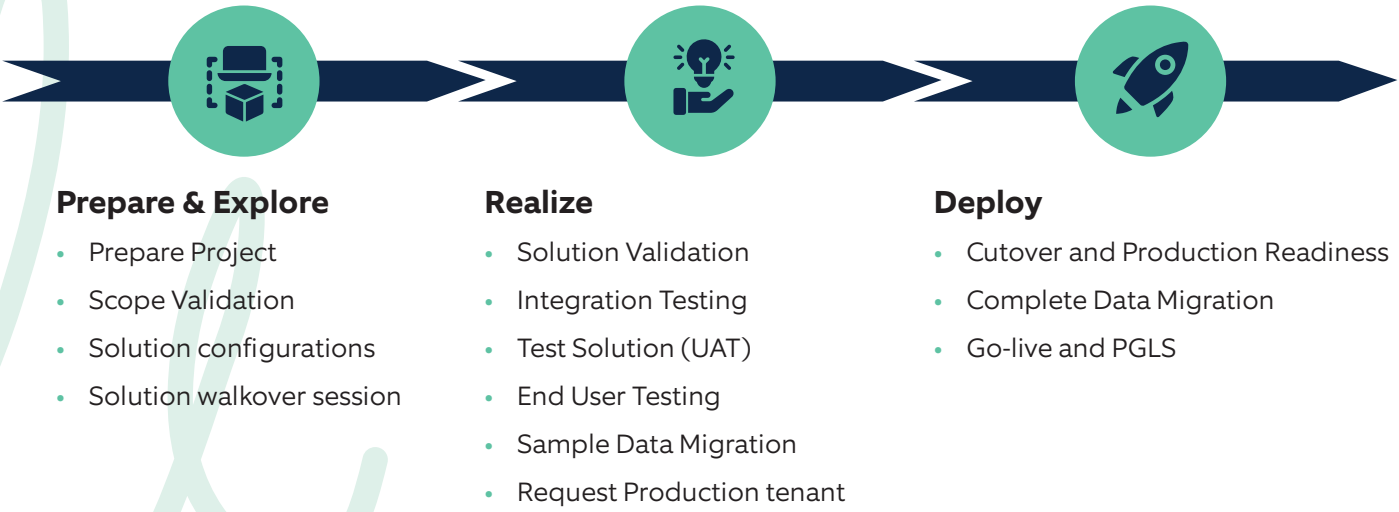 Prepare & Explore
• Prepare Project
• Scope Validation
• Solution configurations
• Solution walkover session
Realize
• Solution Validation
• Integration Testing
• Test Solution (UAT)
• End User Testing
• Sample Data Migration
• Request Production tenant
Deploy
• Cutover and Production Readiness
• Complete Data Migration
• Go-live and PGLS